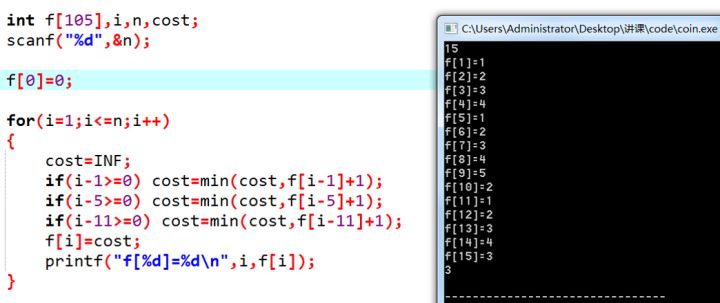 int f[105],i,n,cost;
scanf("%d",&n);
f[0]=0;
for(i=1;i<=n;i++)
{
cost=INF;
if(i-1>=0) cost=min(cost,f[i-1]+1);
if(i-5>=0) cost=min(cost,f[i-5]+1);
if(i-11>=0) cost=min(cost,f[i-11]+1);
f[i]=cost;
printf("f[%d]=%d\n",i,f[i]);
}
C:\Users\Administrator\Desktop\讲课\code\coin.exe
15
f[1]=1
f[2]=2
f[3]=3
f[4]=4
f[5]=1
f[6]=2
f[7]=3
f[8]=4
f[9]=5
f[10]=2
f[11]=1
f[12]=2
f[13]=3
f[14]=4
f[15]=3
3
--------------------------------